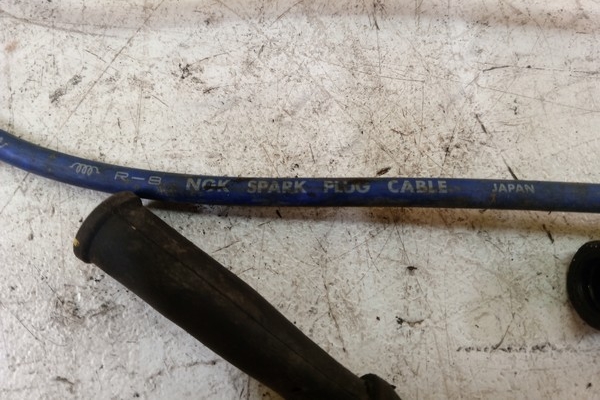 R-8 NGK SPARK PLUG CABLE JAPAN